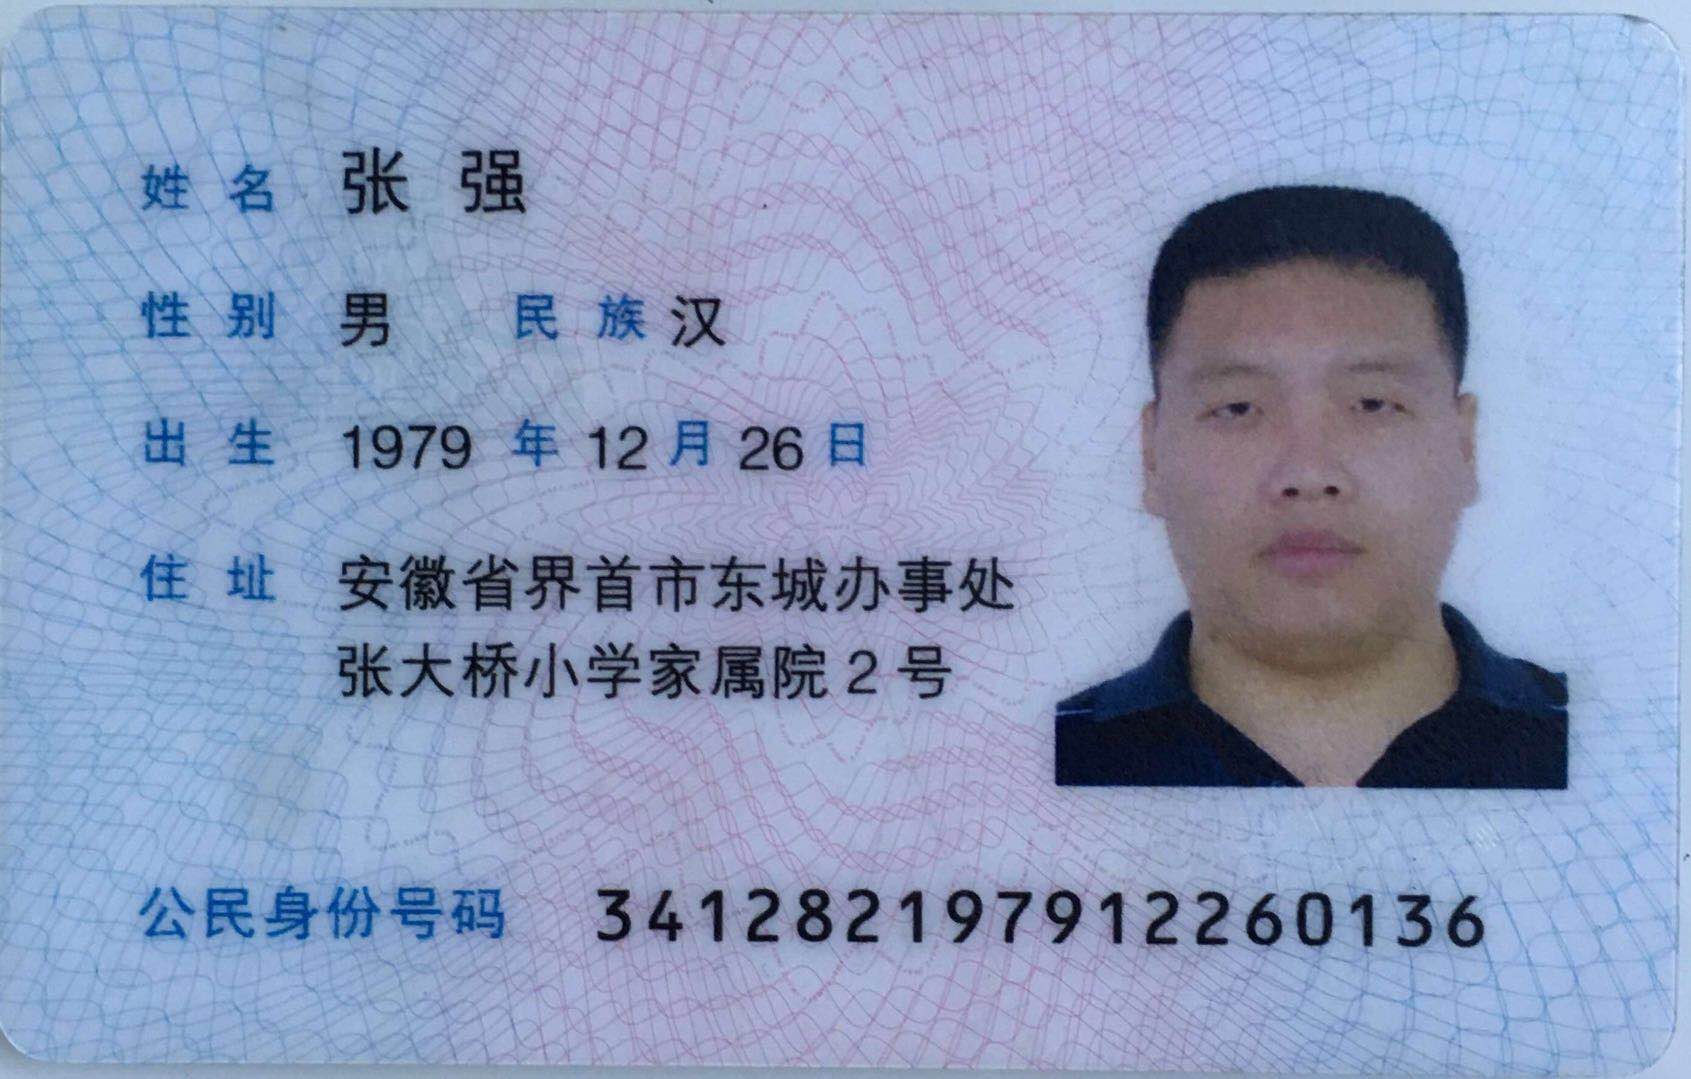 姓名 张强
性别 男 民族 汉
出生 1979 年 12 月 26 日
住址 安徽省界首市东城办事处
张大桥小学家属院2号
公民身份号码 341282197912260136